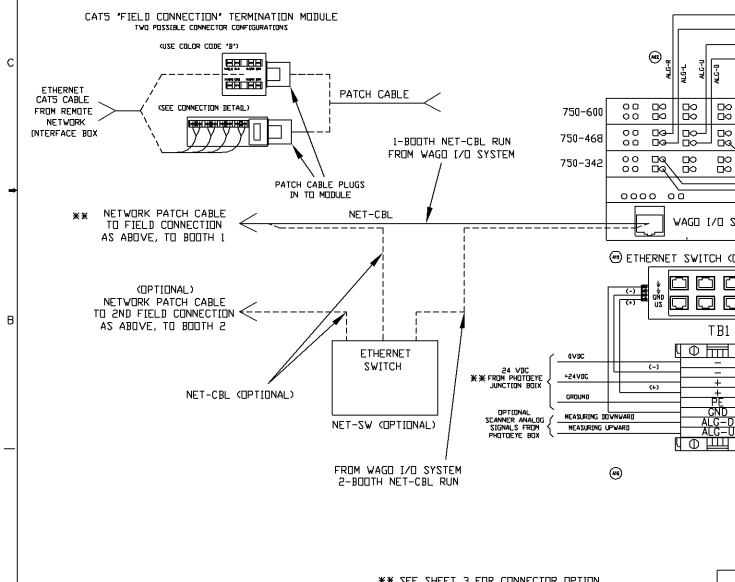 CAT5 "FIELD CONNECTION" TERMINATION MODULE
TWO POSSIBLE CONNECTOR CONFIGURATIONS
(USE COLOR CODE "B")
C
ETHERNET
CAT5 CABLE
FROM REMOTE
NETWORK
INTERFACE BOX
(SEE CONNECTION DETAIL)
PATCH CABLE
PATCH CABLE PLUGS
IN TO MODULE
1-BOOTH NET-CBL RUN
FROM WAGO I/O SYSTEM
ALG-R
ALG-L
ALG-U
ALG-D
750-600
750-468
750-342
WAGO I/O S
** NETWORK PATCH CABLE
TO FIELD CONNECTION
AS ABOVE, TO BOOTH 1
NET-CBL
ETHERNET SWITCH (O
(-)
(+)
GND
V3
TB1
(OPTIONAL)
NETWORK PATCH CABLE
TO 2ND FIELD CONNECTION
AS ABOVE, TO BOOTH 2
B
ETHERNET
SWITCH
NET-CBL (OPTIONAL)
NET-SW (OPTIONAL)
24 VDC
** FROM PHOTOEYE
JUNCTION BOIX
0VDC
+24VDC
GROUND
(-)
(+)
-
-
+
+
PE
GND
ALG-D
ALG-U
OPTIONAL
SCANNER ANALOG
SIGNALS FROM
PHOTOEYE BOX
MEASURING DOWNWARD
MEASURING UPWARD
FROM WAGO I/O SYSTEM
2-BOOTH NET-CBL RUN
A16
** SEE SHEET 3 FOR CONNECTOR OPTION